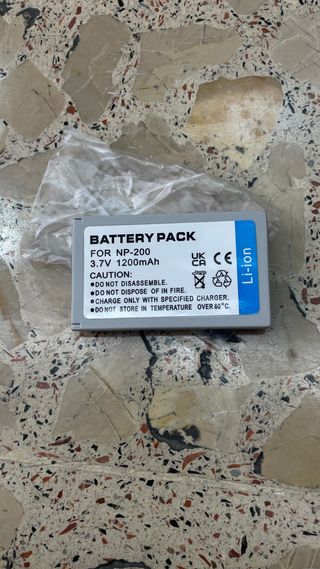 BATTERY PACK
FOR NP-200
3.7V 1200mAh
UK
CA
CE
CAUTION:
●DO NOT DISASSEMBLE.
●DO NOT DISPOSE OF IN FIRE.
●CHARGE ONLY WITH SPECIFIED CHARGER.
●DO NOT STORE IN TEMPERATURE OVER 60°C.
Li-ion